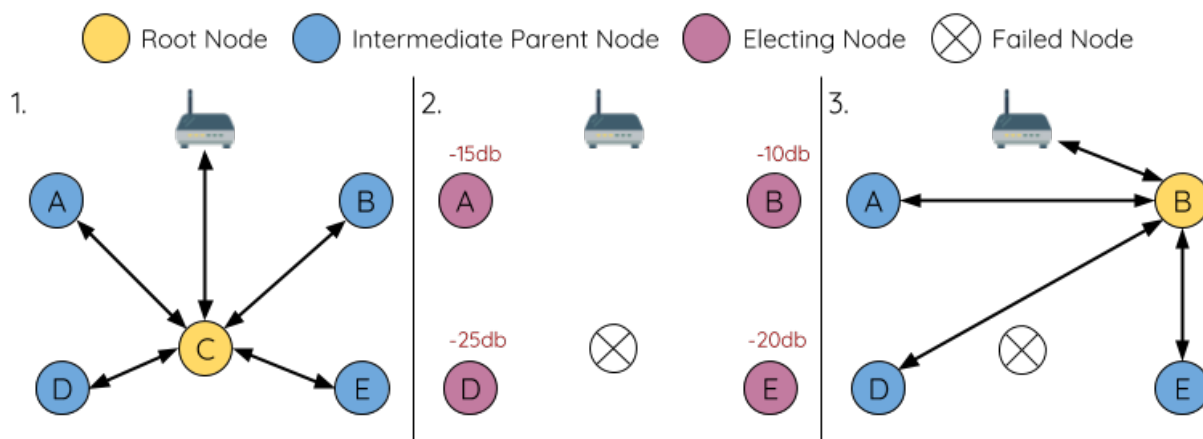 Root Node Intermediate Parent Node Electing Node Failed Node
1. 2. 3.
-15db -10db
A B A B A B
-25db -20db
C
D E D E D E